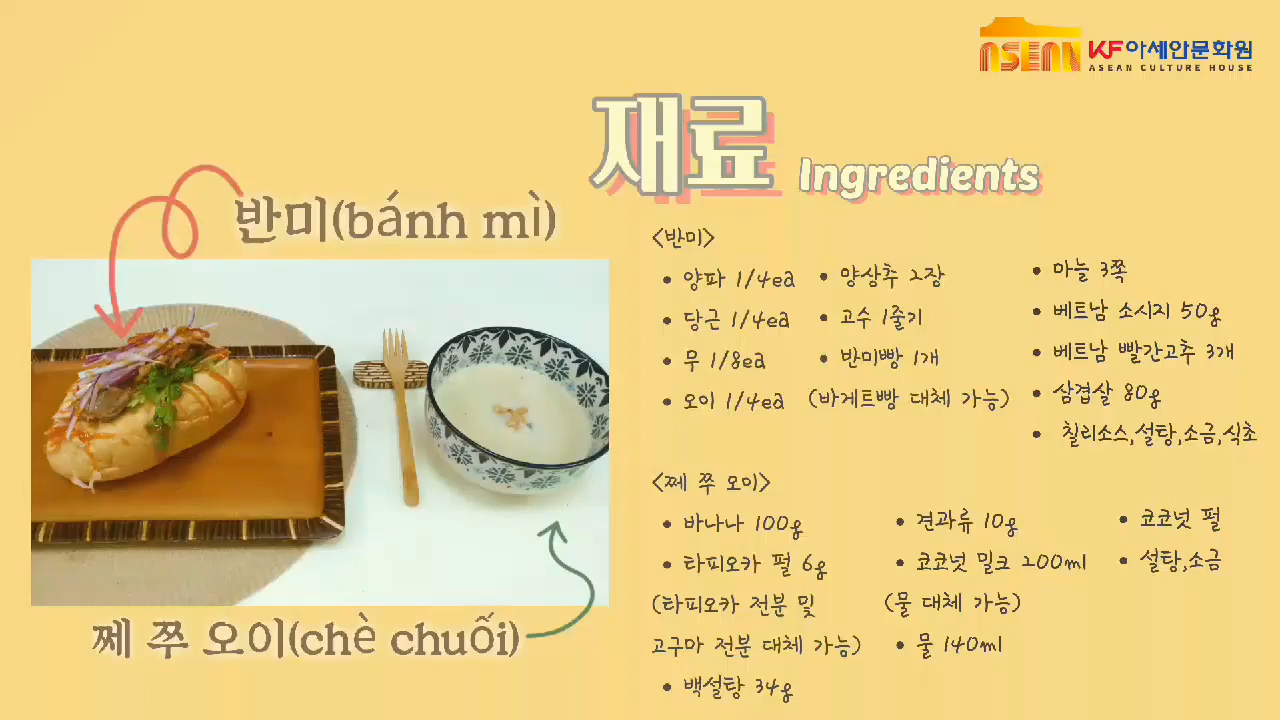 ASEAN KF아세안문화원
ASEAN CULTURE HOUSE
재료 Ingredients
반미(bánh mì)
쩨 쭈 오이(chè chuối)
<반미>
• 양파 1/4ea
• 당근 1/4ea
• 무 1/8ea
• 오이 1/4ea
• 양상추 2장
• 고수 1줄기
• 반미빵 1개
(바게트빵 대체 가능)
• 마늘 3쪽
• 베트남 소시지 50g
• 베트남 빨간고추 3개
• 삼겹살 80g
• 칠리소스,설탕,소금,식초
<쩨 쭈 오이>
• 바나나 100g
• 타피오카 펄 6g
(타피오카 전분 및
고구마 전분 대체 가능)
• 백설탕 34g
• 견과류 10g
• 코코넛 밀크 200ml
(물 대체 가능)
• 물 140ml
• 코코넛 펄
• 설탕,소금